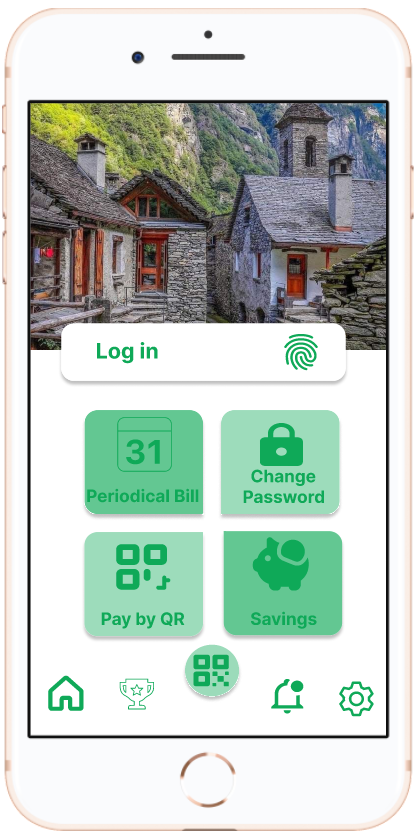 Log in
31
Periodical Bill
Change
Password
Pay by QR
Savings